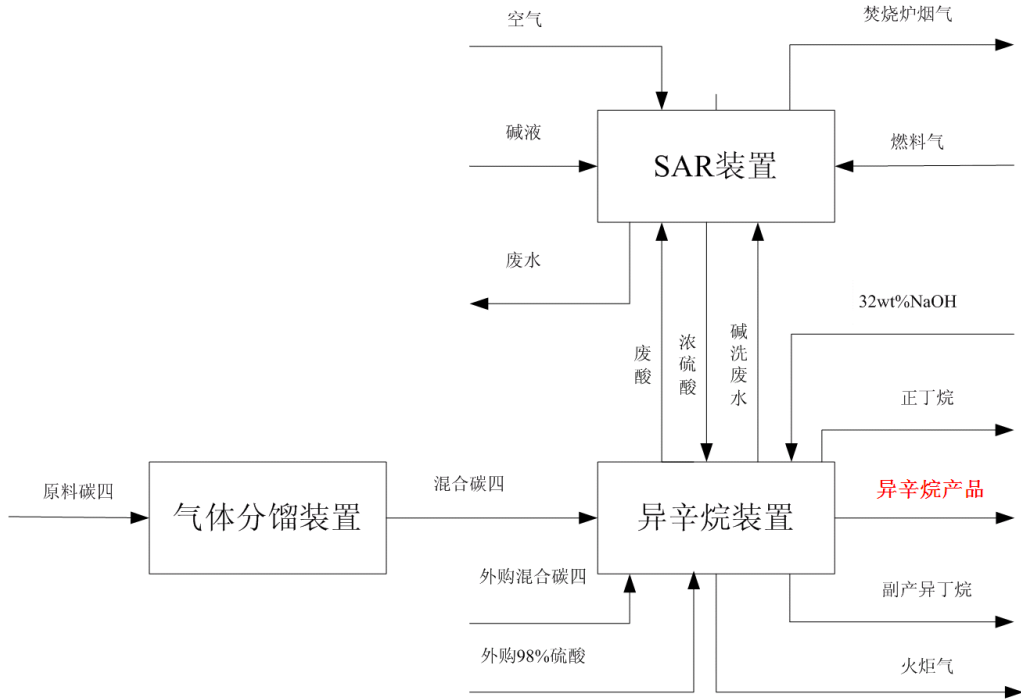 空气
焚烧炉烟气
碱液
SAR装置
燃料气
废水
32wt%NaOH
废酸
浓硫酸
碱洗废水
正丁烷
原料碳四
气体分馏装置
混合碳四
异辛烷装置
异辛烷产品
外购混合碳四
副产异丁烷
外购98%硫酸
火炬气